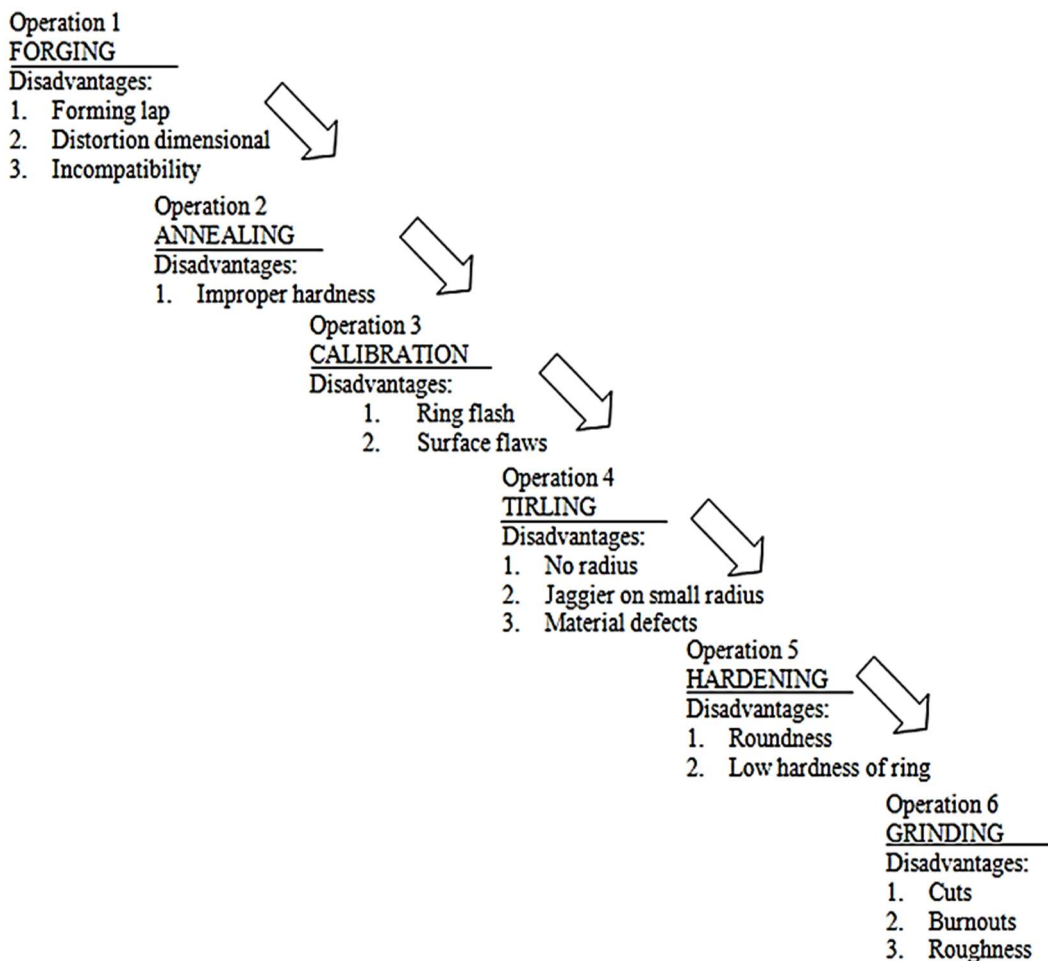 Operation 1
FORGING
Disadvantages:
1. Forming lap
2. Distortion dimensional
3. Incompatibility
Operation 2
ANNEALING
Disadvantages:
1. Improper hardness
Operation 3
CALIBRATION
Disadvantages:
1. Ring flash
2. Surface flaws
Operation 4
TIRLING
Disadvantages:
1. No radius
2. Jaggier on small radius
3. Material defects
Operation 5
HARDENING
Disadvantages:
1. Roundness
2. Low hardness of ring
Operation 6
GRINDING
Disadvantages:
1. Cuts
2. Burnouts
3. Roughness